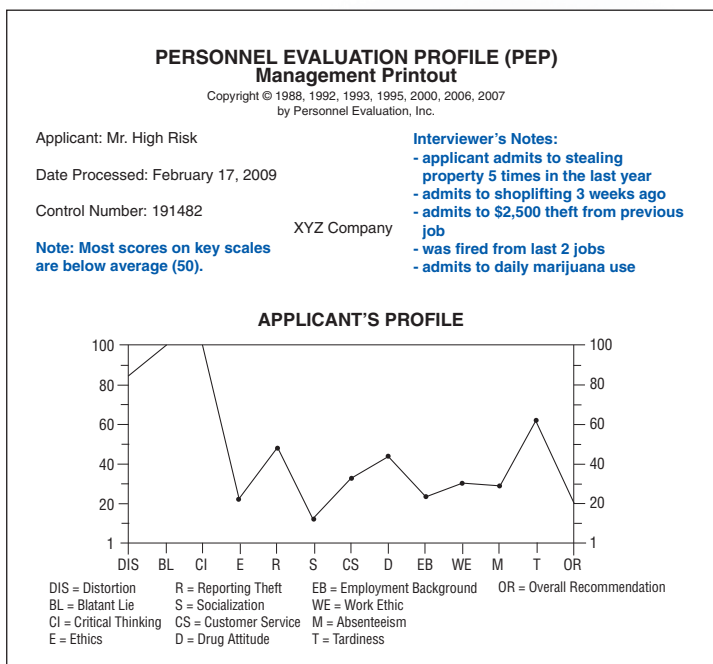 PERSONNEL EVALUATION PROFILE (PEP)
Management Printout
Copyright © 1988, 1992, 1993, 1995, 2000, 2006, 2007
by Personnel Evaluation, Inc.
Applicant: Mr. High Risk
Date Processed: February 17, 2009
Control Number: 191482
XYZ Company
Note: Most scores on key scales
are below average (50).
Interviewer's Notes:
- applicant admits to stealing
property 5 times in the last year
- admits to shoplifting 3 weeks ago
- admits to $2,500 theft from previous
job
- was fired from last 2 jobs
- admits to daily marijuana use
APPLICANT'S PROFILE
100 100
80 80
60 60
40 40
20 20
1 1
DIS BL CI E R S CS D EB WE M T OR
DIS = Distortion R = Reporting Theft EB = Employment Background OR = Overall Recommendation
BL = Blatant Lie S = Socialization WE = Work Ethic
CI = Critical Thinking CS = Customer Service M = Absenteeism
E = Ethics D = Drug Attitude T = Tardiness